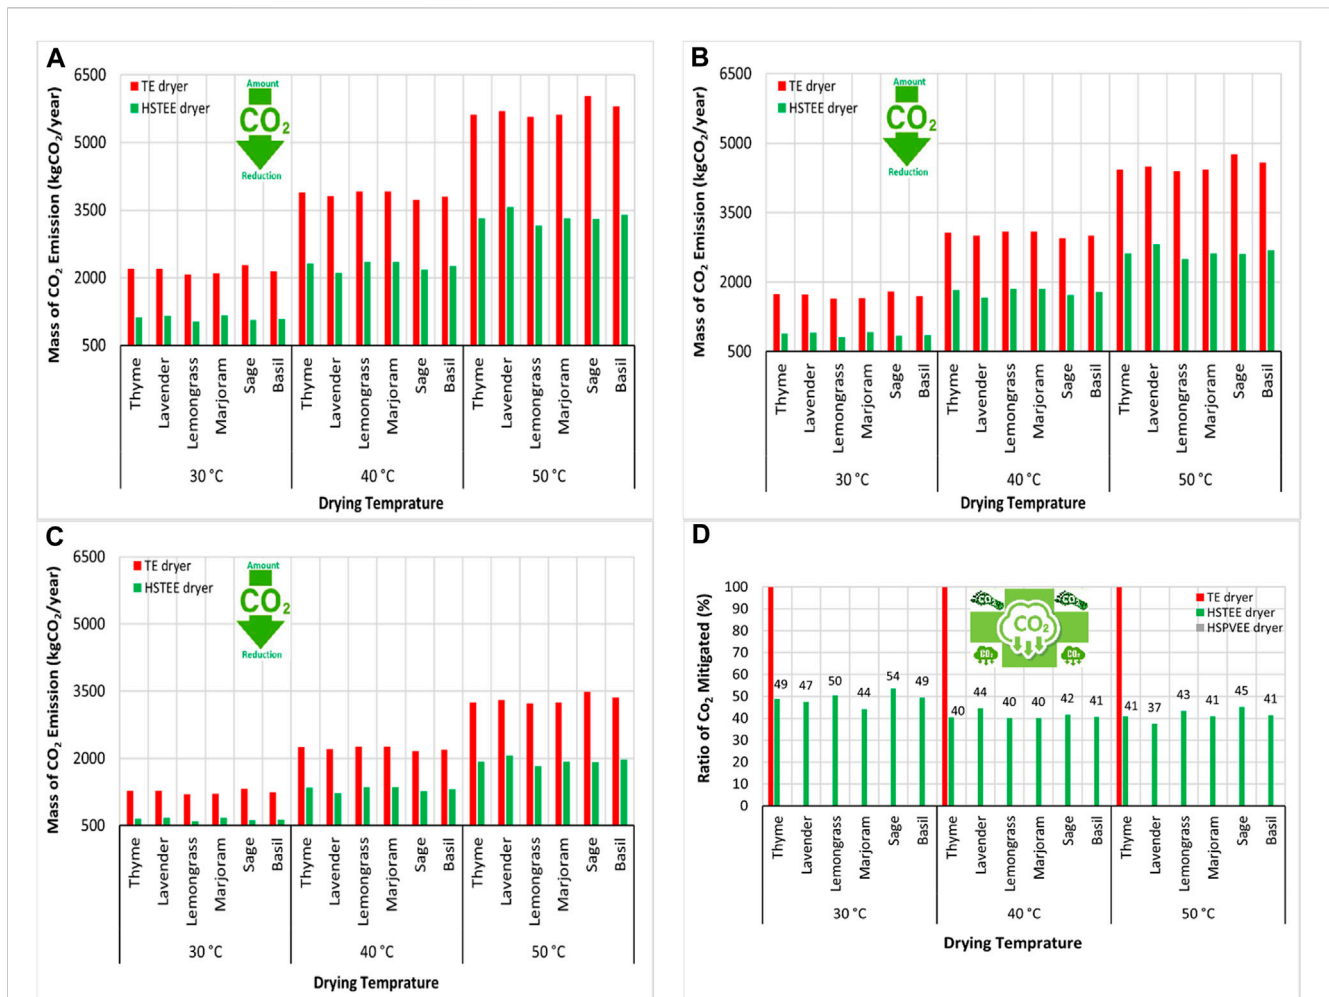 A
6500
5000
3500
2000
500
Mass of CO₂ Emission (kgCO₂/year)
TE dryer
HSTEE dryer
Amount
CO₂
Reduction
Thyme
Lavender
Lemongrass
Marjoram
Sage
Basil
Thyme
Lavender
Lemongrass
Marjoram
Sage
Basil
Thyme
Lavender
Lemongrass
Marjoram
Sage
Basil
30 °C
40 °C
50 °C
Drying Temprature
B
6500
5000
3500
2000
500
Mass of CO₂ Emission (kgCO₂/year)
TE dryer
HSTEE dryer
Amount
CO₂
Reduction
Thyme
Lavender
Lemongrass
Marjoram
Sage
Basil
Thyme
Lavender
Lemongrass
Marjoram
Sage
Basil
Thyme
Lavender
Lemongrass
Marjoram
Sage
Basil
30 °C
40 °C
50 °C
Drying Temprature
C
6500
5000
3500
2000
500
Mass of CO₂ Emission (kgCO₂/year)
TE dryer
HSTEE dryer
Amount
CO₂
Reduction
Thyme
Lavender
Lemongrass
Marjoram
Sage
Basil
Thyme
Lavender
Lemongrass
Marjoram
Sage
Basil
Thyme
Lavender
Lemongrass
Marjoram
Sage
Basil
30 °C
40 °C
50 °C
Drying Temprature
D
100
90
80
70
60
50
40
30
20
10
0
Ratio of Co₂ Mitigated (%)
TE dryer
HSTEE dryer
HSPVEE dryer
CO₂
CO₂
CO₂
CO₂
CO₂
49
47
50
44
54
49
40
44
40
40
42
41
41
37
43
41
45
41
Thyme
Lavender
Lemongrass
Marjoram
Sage
Basil
Thyme
Lavender
Lemongrass
Marjoram
Sage
Basil
Thyme
Lavender
Lemongrass
Marjoram
Sage
Basil
30 °C
40 °C
50 °C
Drying Temprature